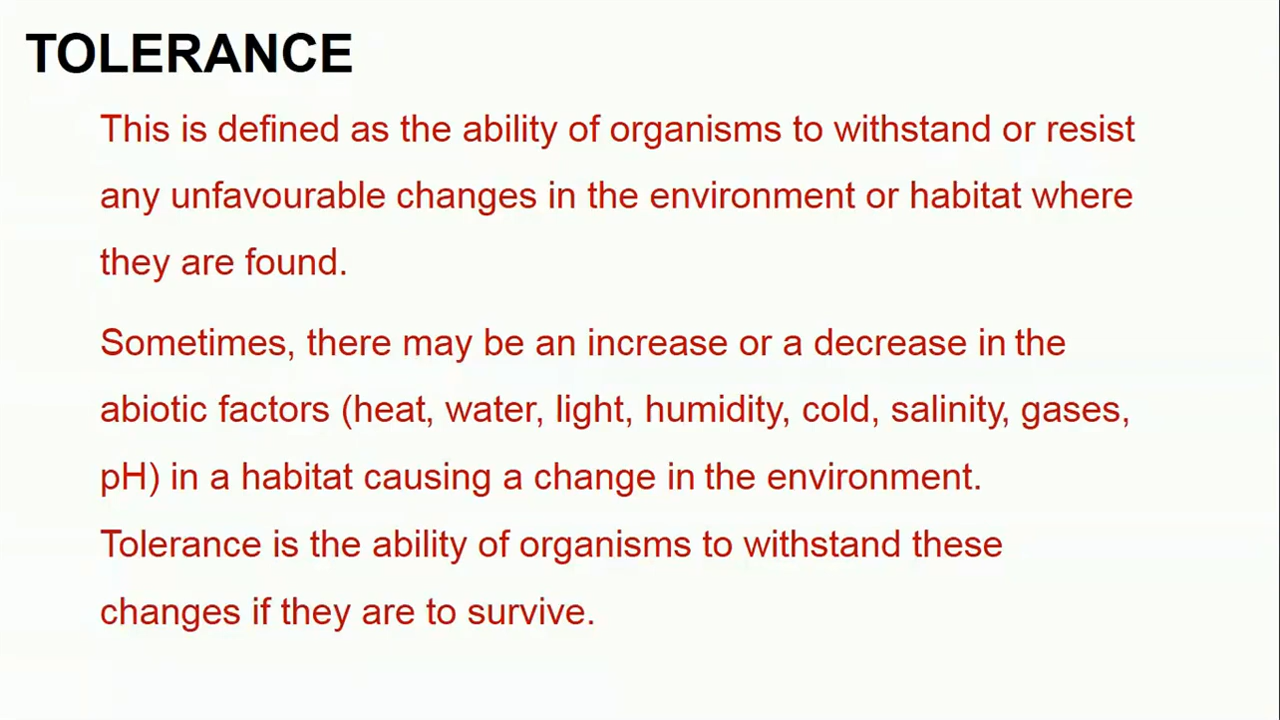 TOLERANCE
This is defined as the ability of organisms to withstand or resist
any unfavourable changes in the environment or habitat where
they are found.
Sometimes, there may be an increase or a decrease in the
abiotic factors (heat, water, light, humidity, cold, salinity, gases,
pH) in a habitat causing a change in the environment.
Tolerance is the ability of organisms to withstand these
changes if they are to survive.